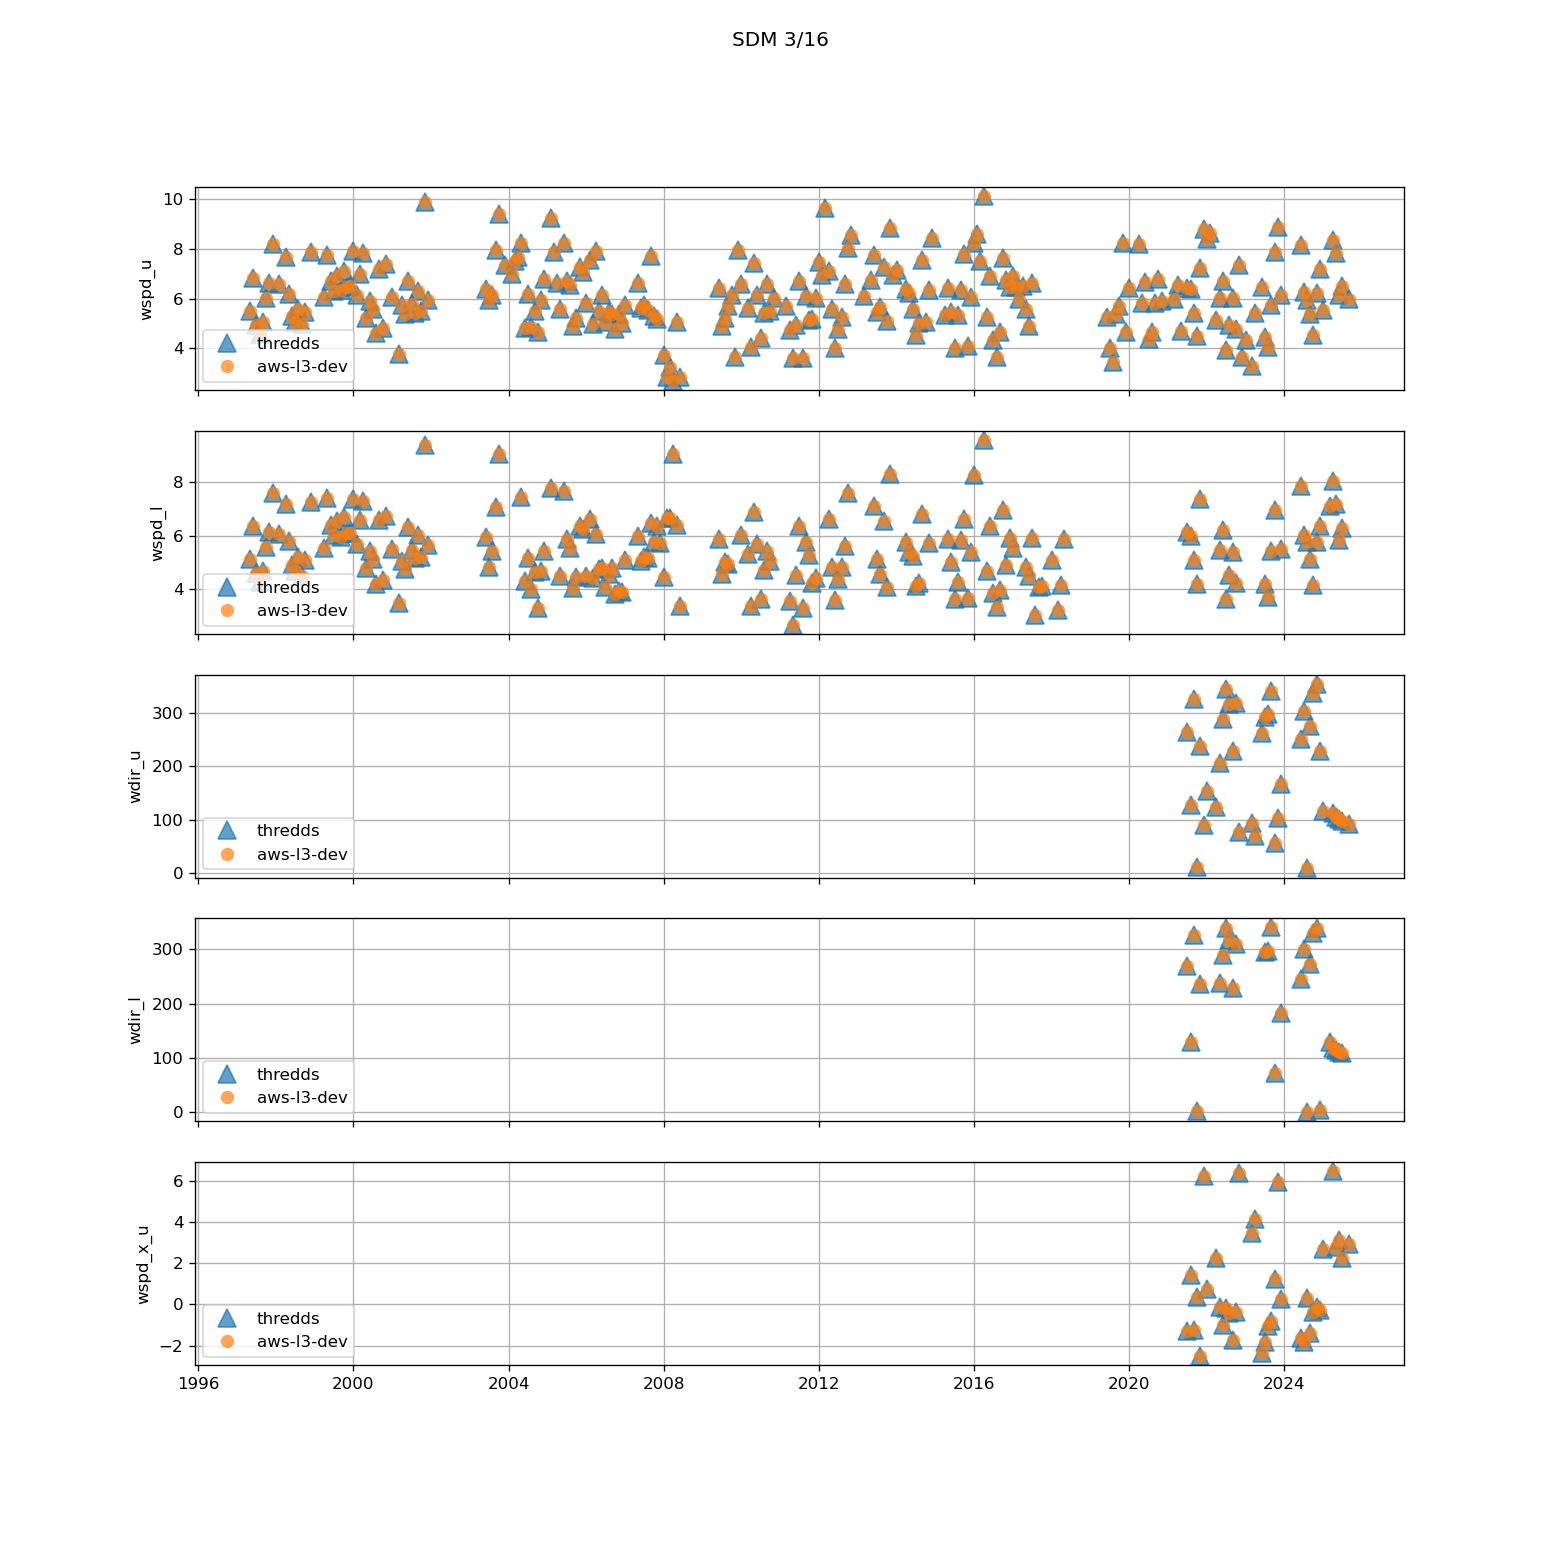 SDM 3/16
10
8
6
4
wspd_u
thredds
aws-l3-dev
8
6
4
wspd_l
thredds
aws-l3-dev
300
200
100
0
wdir_u
thredds
aws-l3-dev
300
200
100
0
wdir_l
thredds
aws-l3-dev
6
4
2
0
−2
wspd_x_u
thredds
aws-l3-dev
1996 2000 2004 2008 2012 2016 2020 2024